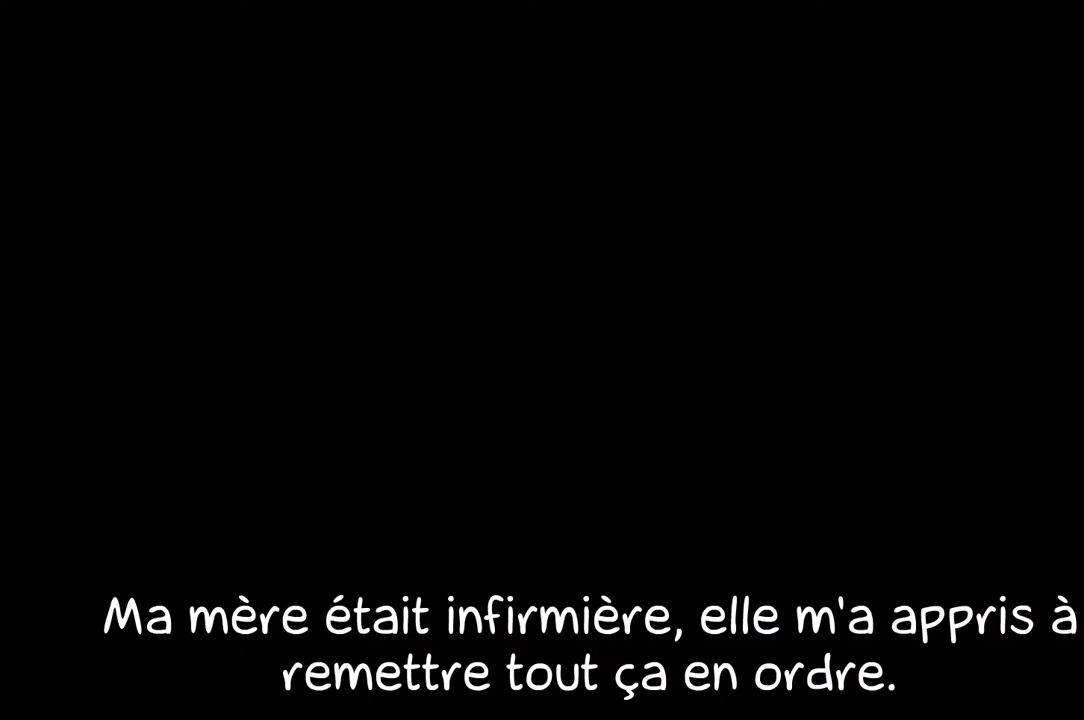 Ma mère était infirmière, elle m'a appris à
remettre tout ça en ordre.